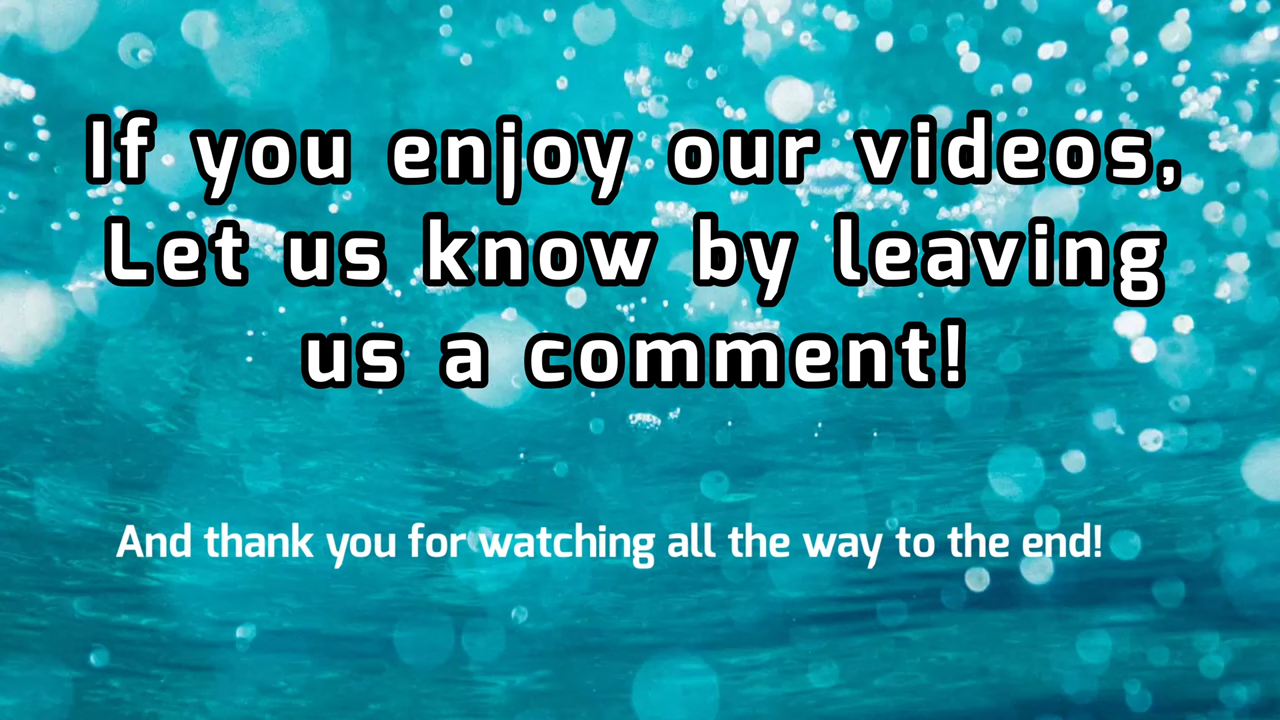 If you enjoy our videos,
Let us know by leaving
us a comment!
And thank you for watching all the way to the end!